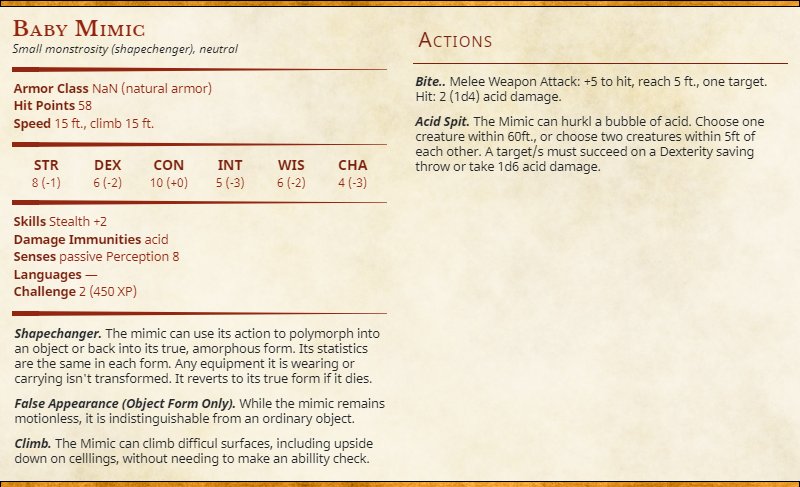 Baby Mimic
Small monstrosity (shapechenger), neutral
Armor Class NaN (natural armor)
Hit Points 58
Speed 15 ft., climb 15 ft.
STR DEX CON INT WIS CHA
8 (-1) 6 (-2) 10 (+0) 5 (-3) 6 (-2) 4 (-3)
Skills Stealth +2
Damage Immunities acid
Senses passive Perception 8
Languages —
Challenge 2 (450 XP)
Shapechanger. The mimic can use its action to polymorph into
an object or back into its true, amorphous form. Its statistics
are the same in each form. Any equipment it is wearing or
carrying isn't transformed. It reverts to its true form if it dies.
False Appearance (Object Form Only). While the mimic remains
motionless, it is indistinguishable from an ordinary object.
Climb. The Mimic can climb difficul surfaces, including upside
down on celllings, without needing to make an abillity check.
Actions
Bite.. Melee Weapon Attack: +5 to hit, reach 5 ft., one target.
Hit: 2 (1d4) acid damage.
Acid Spit. The Mimic can hurkl a bubble of acid. Choose one
creature within 60ft., or choose two creatures within 5ft of
each other. A target/s must succeed on a Dexterity saving
throw or take 1d6 acid damage.